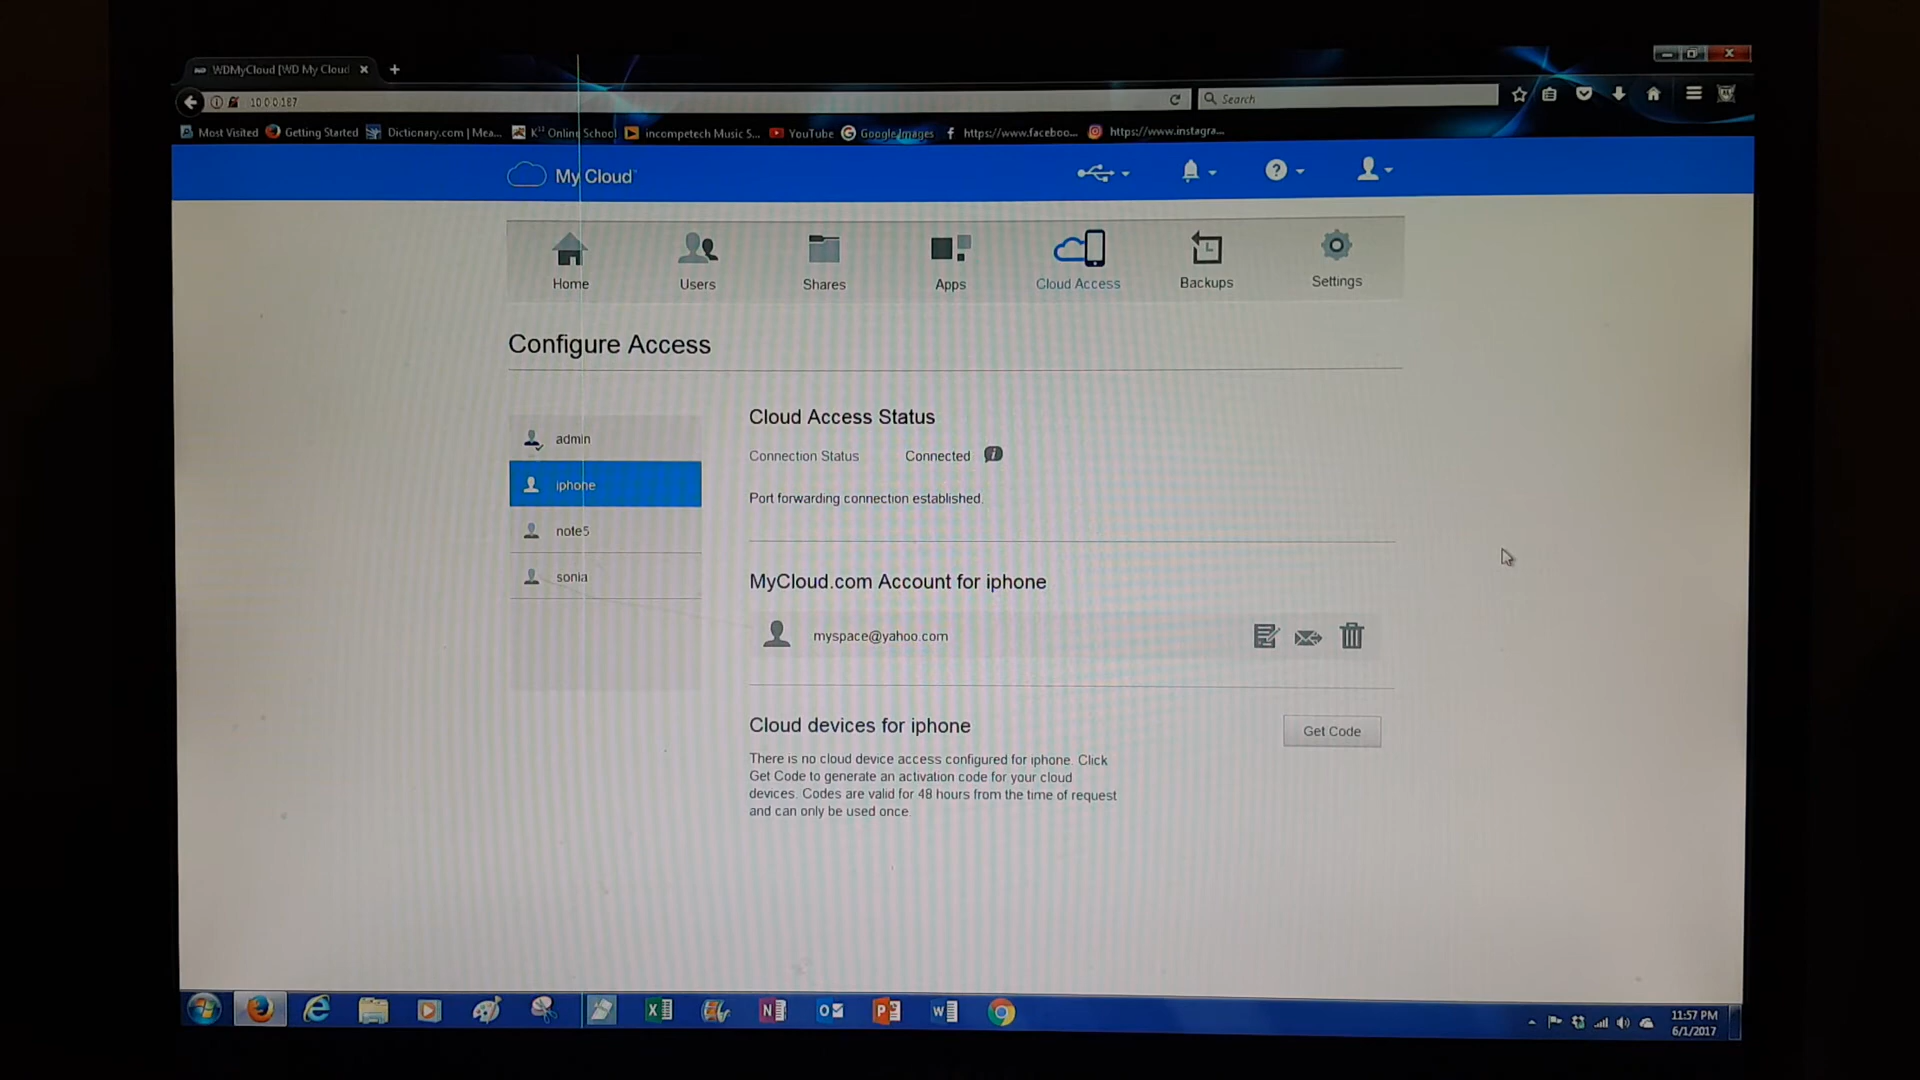 WDMyCloud [WD My Cloud
10.0.0.187
Search
Most Visited Getting Started Dictionary.com | Mea... K¹² Online School incompetech Music S... YouTube Google Images https://www.faceboo... https://www.instagra...
My Cloud
Home Users Shares Apps Cloud Access Backups Settings
Configure Access
admin
iphone
note5
sonia
Cloud Access Status
Connection Status Connected
Port forwarding connection established.
MyCloud.com Account for iphone
myspace@yahoo.com
Cloud devices for iphone
Get Code
There is no cloud device access configured for iphone. Click
Get Code to generate an activation code for your cloud
devices. Codes are valid for 48 hours from the time of request
and can only be used once.
11:57 PM
6/1/2017